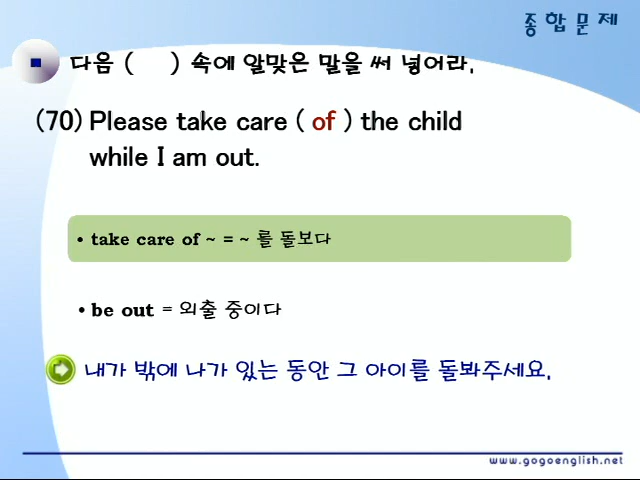 종합문제
다음 (    ) 속에 알맞은 말을 써 넣어라.
(70) Please take care ( of ) the child
while I am out.
• take care of ~ = ~ 를 돌보다
• be out = 외출 중이다
내가 밖에 나가 있는 동안 그 아이를 돌봐주세요.
www.gogoenglish.net